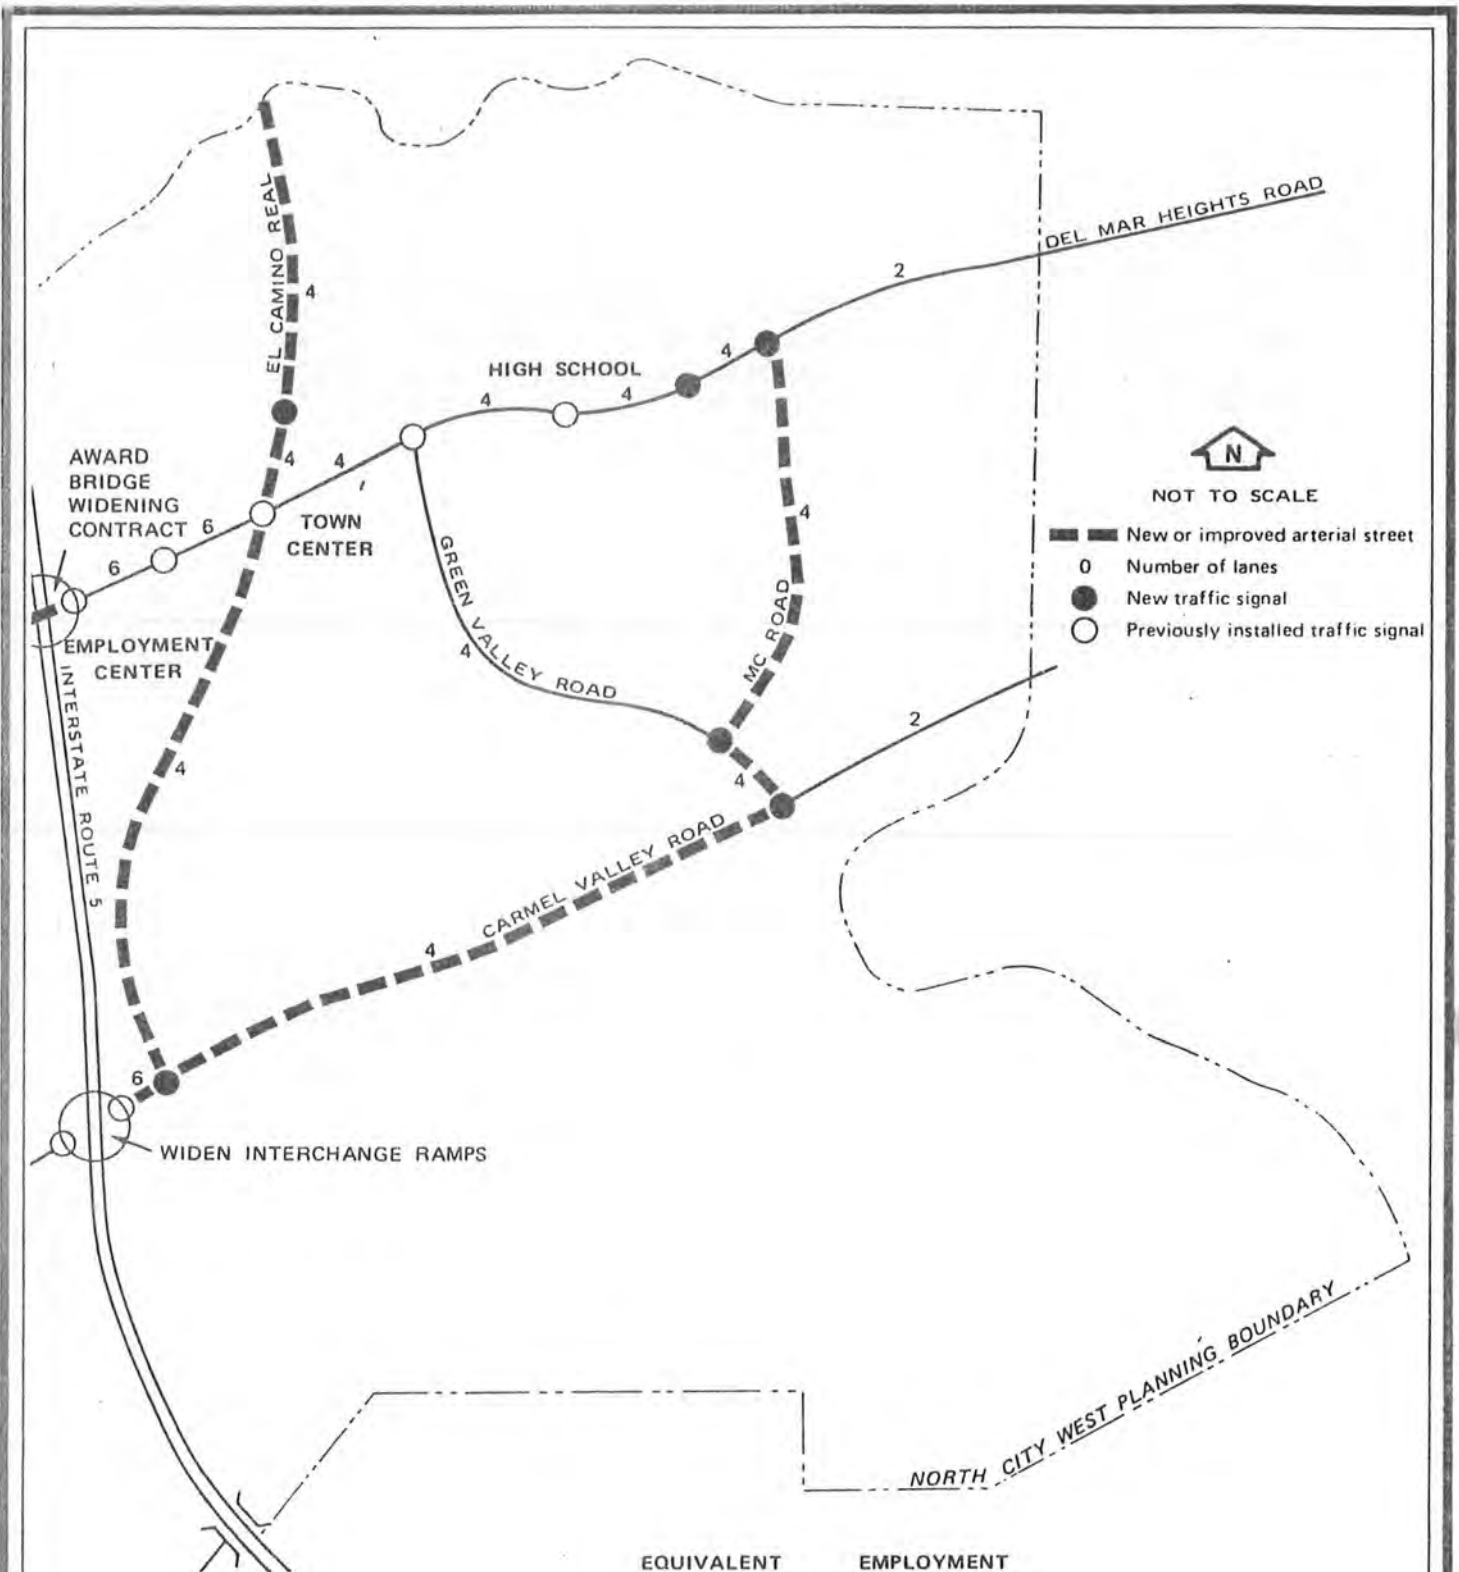 DEL MAR HEIGHTS ROAD
2
EL CAMINO REAL
4
4
HIGH SCHOOL
4
4
4
4
AWARD
BRIDGE
WIDENING
CONTRACT
6
6
TOWN
CENTER
N
NOT TO SCALE
New or improved arterial street
0 Number of lanes
New traffic signal
Previously installed traffic signal
4
GREEN VALLEY ROAD
4
MC ROAD
EMPLOYMENT
CENTER
INTERSTATE ROUTE 5
4
2
4
CARMEL VALLEY ROAD
4
6
WIDEN INTERCHANGE RAMPS
NORTH CITY WEST PLANNING BOUNDARY
EQUIVALENT EMPLOYMENT